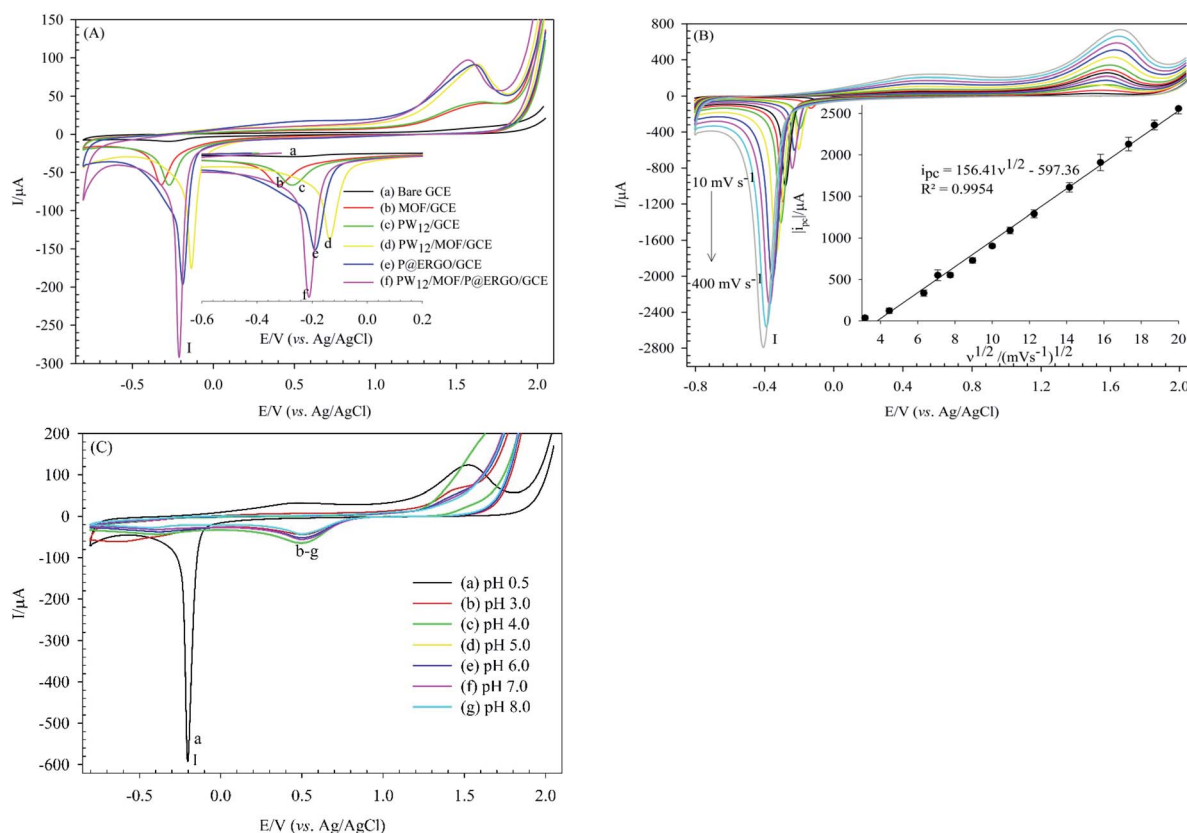 (A)
150
100
50
0
-50
-100
-150
-200
-250
-300
I/μA
a
b
c
d
e
f
I
(a) Bare GCE
(b) MOF/GCE
(c) PW12/GCE
(d) PW12/MOF/GCE
(e) P@ERGO/GCE
(f) PW12/MOF/P@ERGO/GCE
-0.6 -0.4 -0.2 0.0 0.2
E/V (vs. Ag/AgCl)
-0.5 0.0 0.5 1.0 1.5 2.0
E/V (vs. Ag/AgCl)
(B)
800
400
0
-400
-800
-1200
-1600
-2000
-2400
-2800
I/μA
10 mV s-1
400 mV s-1
I
2500
2000
1500
1000
500
0
|ipc|/μA
ipc = 156.41ν1/2 - 597.36
R² = 0.9954
4 6 8 10 12 14 16 18 20
ν1/2 /(mVs-1)1/2
-0.8 -0.4 0.0 0.4 0.8 1.2 1.6 2.0
E/V (vs. Ag/AgCl)
(C)
200
100
0
-100
-200
-300
-400
-500
-600
I/μA
b-g
(a) pH 0.5
(b) pH 3.0
(c) pH 4.0
(d) pH 5.0
(e) pH 6.0
(f) pH 7.0
(g) pH 8.0
a
I
-0.5 0.0 0.5 1.0 1.5 2.0
E/V (vs. Ag/AgCl)